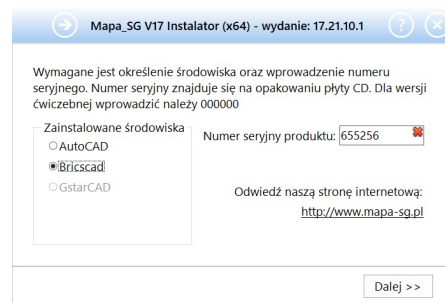 Mapa_SG V17 Instalator (x64) - wydanie: 17.21.10.1
Wymagane jest określenie środowiska oraz wprowadzenie numeru
seryjnego. Numer seryjny znajduje się na opakowaniu płyty CD. Dla wersji
ćwiczebnej wprowadzić należy 000000
Zainstalowane środowiska
AutoCAD
Bricscad
GstarCAD
Numer seryjny produktu: 655256
Odwiedź naszą stronę internetową:
http://www.mapa-sg.pl
Dalej >>